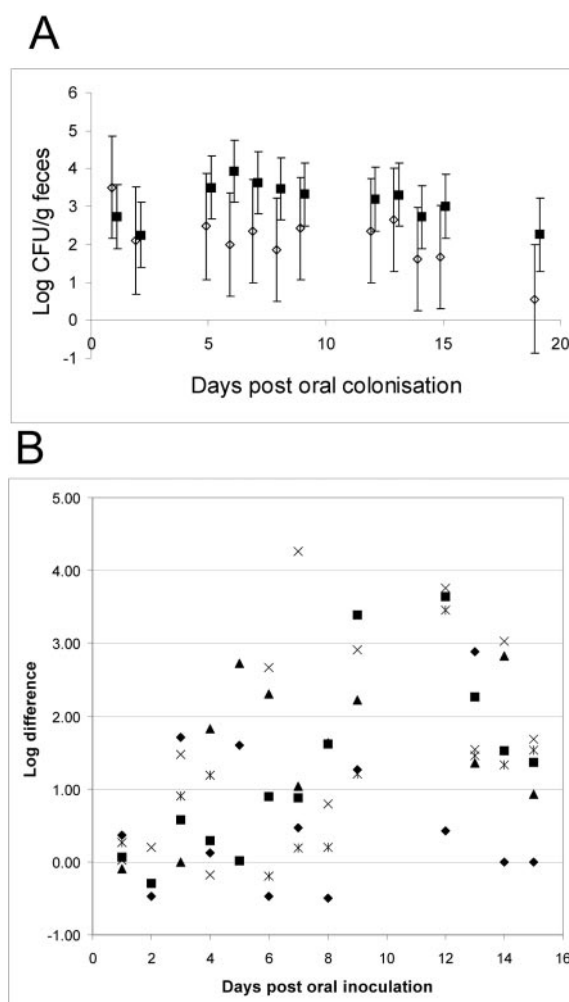 A
6
5
4
3
2
1
0
-1
Log CFU/g feces
0 5 10 15 20
Days post oral colonisation
B
5.00
4.00
3.00
2.00
1.00
0.00
-1.00
Log difference
0 2 4 6 8 10 12 14 16
Days post oral inoculation